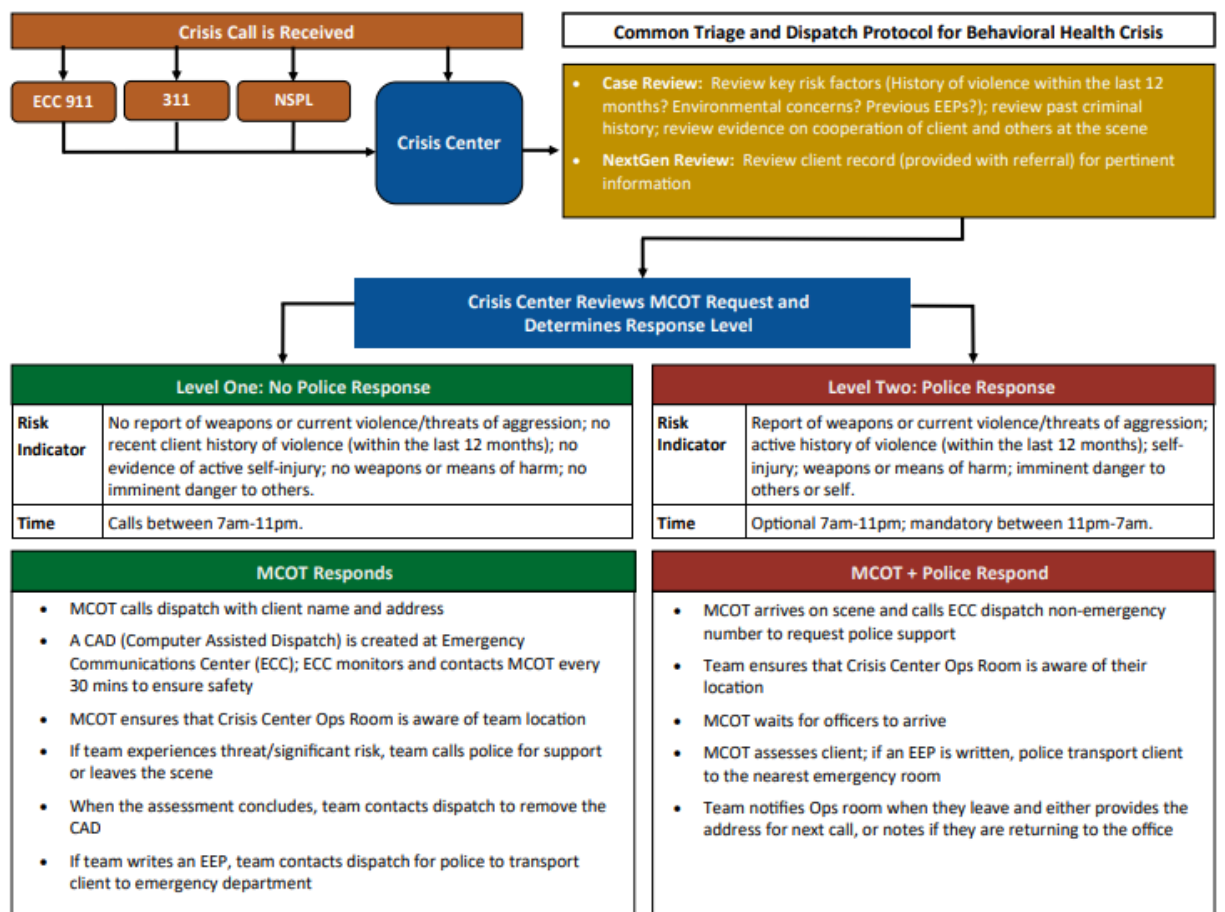 Crisis Call is Received
Common Triage and Dispatch Protocol for Behavioral Health Crisis
ECC 911
311
NSPL
Crisis Center
• Case Review: Review key risk factors (History of violence within the last 12
months? Environmental concerns? Previous EEPs?); review past criminal
history; review evidence on cooperation of client and others at the scene
• NextGen Review: Review client record (provided with referral) for pertinent
information
Crisis Center Reviews MCOT Request and
Determines Response Level
Level One: No Police Response
Risk
Indicator
No report of weapons or current violence/threats of aggression; no
recent client history of violence (within the last 12 months); no
evidence of active self-injury; no weapons or means of harm; no
imminent danger to others.
Time
Calls between 7am-11pm.
Level Two: Police Response
Risk
Indicator
Report of weapons or current violence/threats of aggression;
active history of violence (within the last 12 months); self-
injury; weapons or means of harm; imminent danger to
others or self.
Time
Optional 7am-11pm; mandatory between 11pm-7am.
MCOT Responds
• MCOT calls dispatch with client name and address
• A CAD (Computer Assisted Dispatch) is created at Emergency
Communications Center (ECC); ECC monitors and contacts MCOT every
30 mins to ensure safety
• MCOT ensures that Crisis Center Ops Room is aware of team location
• If team experiences threat/significant risk, team calls police for support
or leaves the scene
• When the assessment concludes, team contacts dispatch to remove the
CAD
• If team writes an EEP, team contacts dispatch for police to transport
client to emergency department
MCOT + Police Respond
• MCOT arrives on scene and calls ECC dispatch non-emergency
number to request police support
• Team ensures that Crisis Center Ops Room is aware of their
location
• MCOT waits for officers to arrive
• MCOT assesses client; if an EEP is written, police transport client
to the nearest emergency room
• Team notifies Ops room when they leave and either provides the
address for next call, or notes if they are returning to the office